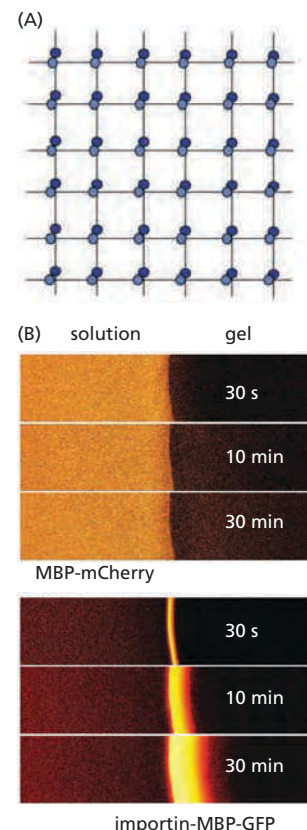 (A)
(B) solution gel
30 s
10 min
30 min
MBP-mCherry
30 s
10 min
30 min
importin-MBP-GFP